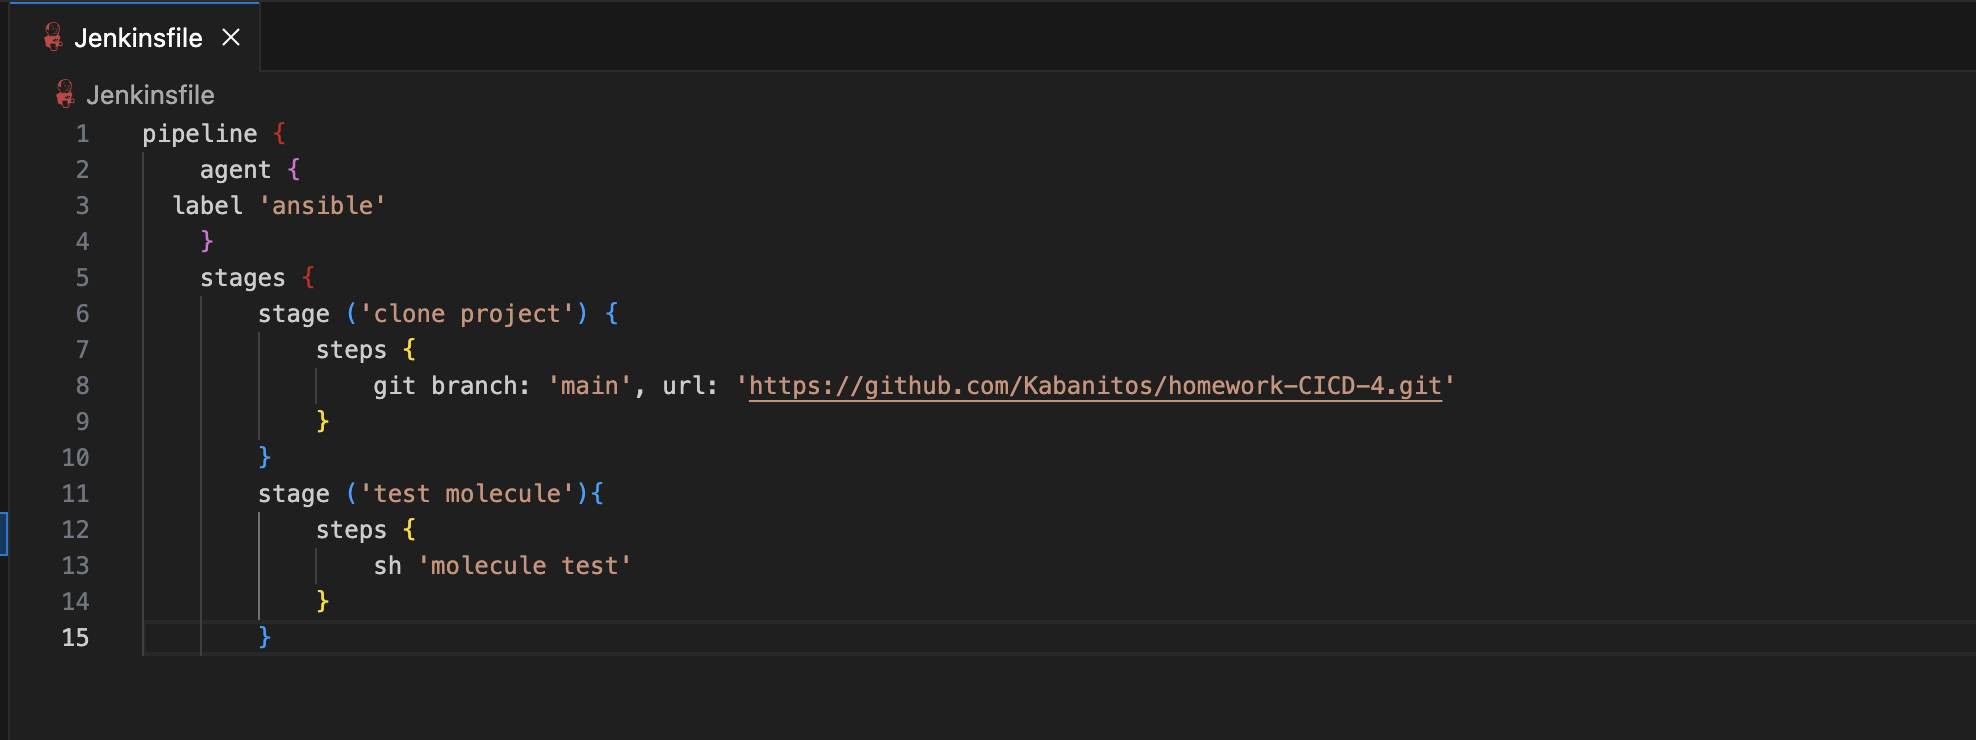 Jenkinsfile
Jenkinsfile
1 pipeline {
2     agent {
3   label 'ansible'
4     }
5     stages {
6         stage ('clone project') {
7             steps {
8                 git branch: 'main', url: 'https://github.com/Kabanitos/homework-CICD-4.git'
9             }
10         }
11         stage ('test molecule'){
12             steps {
13                 sh 'molecule test'
14             }
15         }